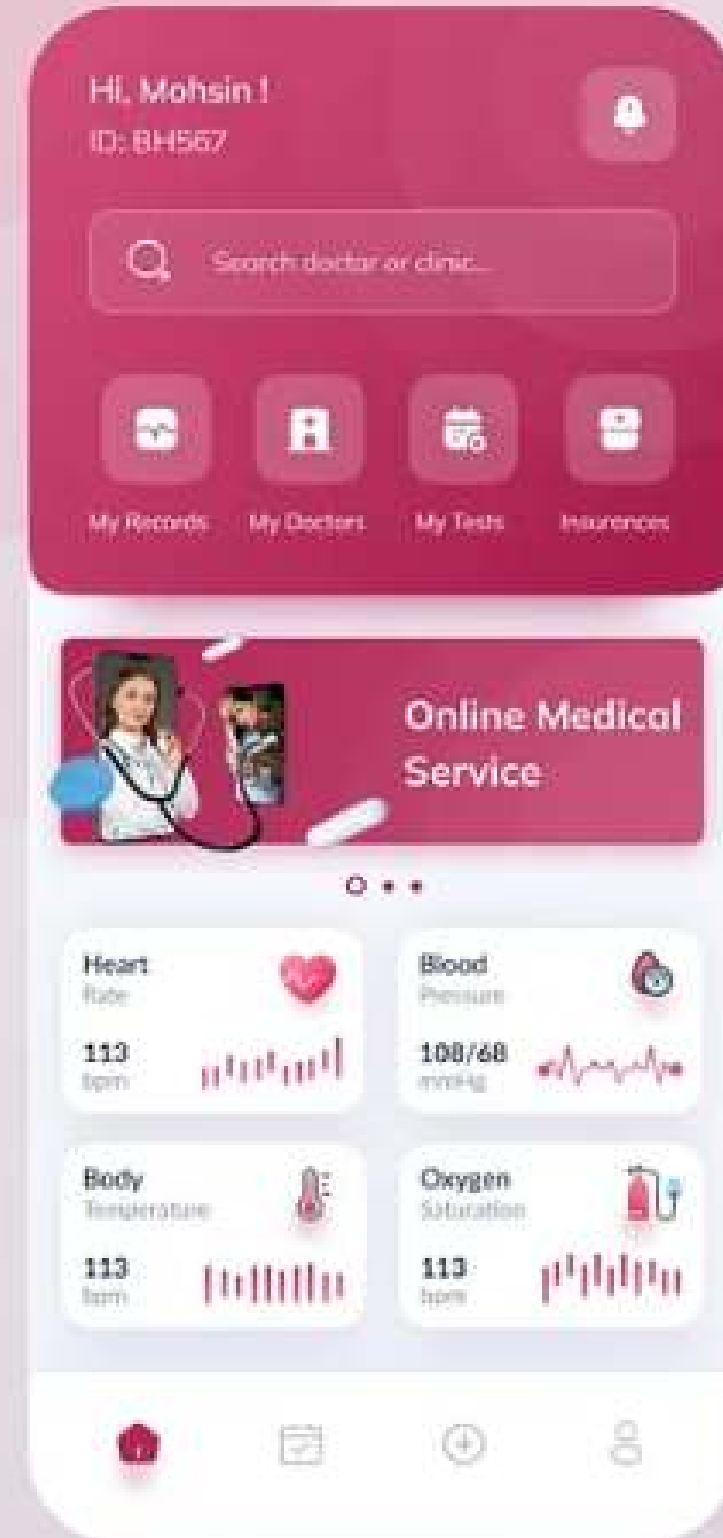 Hi, Mohsin !
ID: BH567
Search doctor or clinic...
My Records
My Doctors
My Tests
Insurances
Online Medical
Service
Heart
Rate
113
bpm
Blood
Pressure
108/68
mmHg
Body
Temperature
113
bpm
Oxygen
Saturation
113
bpm